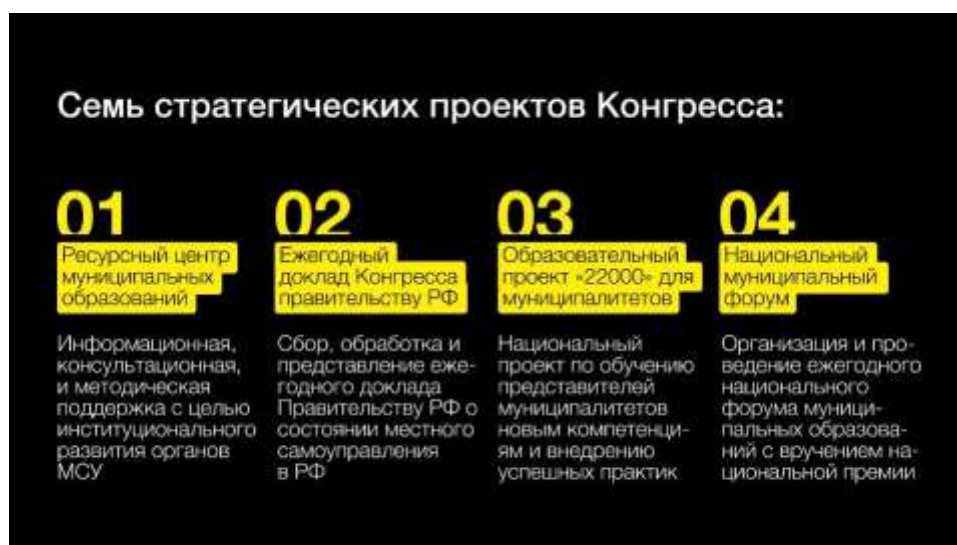 Семь стратегических проектов Конгресса:
01
Ресурсный центр
муниципальных
образований
Информационная,
консультационная,
и методическая
поддержка с целью
институционального
развития органов
МСУ
02
Ежегодный
доклад Конгресса
правительству РФ
Сбор, обработка и
представление еже-
годного доклада
Правительству РФ о
состоянии местного
самоуправления
в РФ
03
Образовательный
проект «22000» для
муниципалитетов
Национальный
проект по обучению
представителей
муниципалитетов
новым компетенци-
ям и внедрению
успешных практик
04
Национальный
муниципальный
форум
Организация и про-
ведение ежегодного
национального
форума муници-
пальных образова-
ний с вручением на-
циональной премии